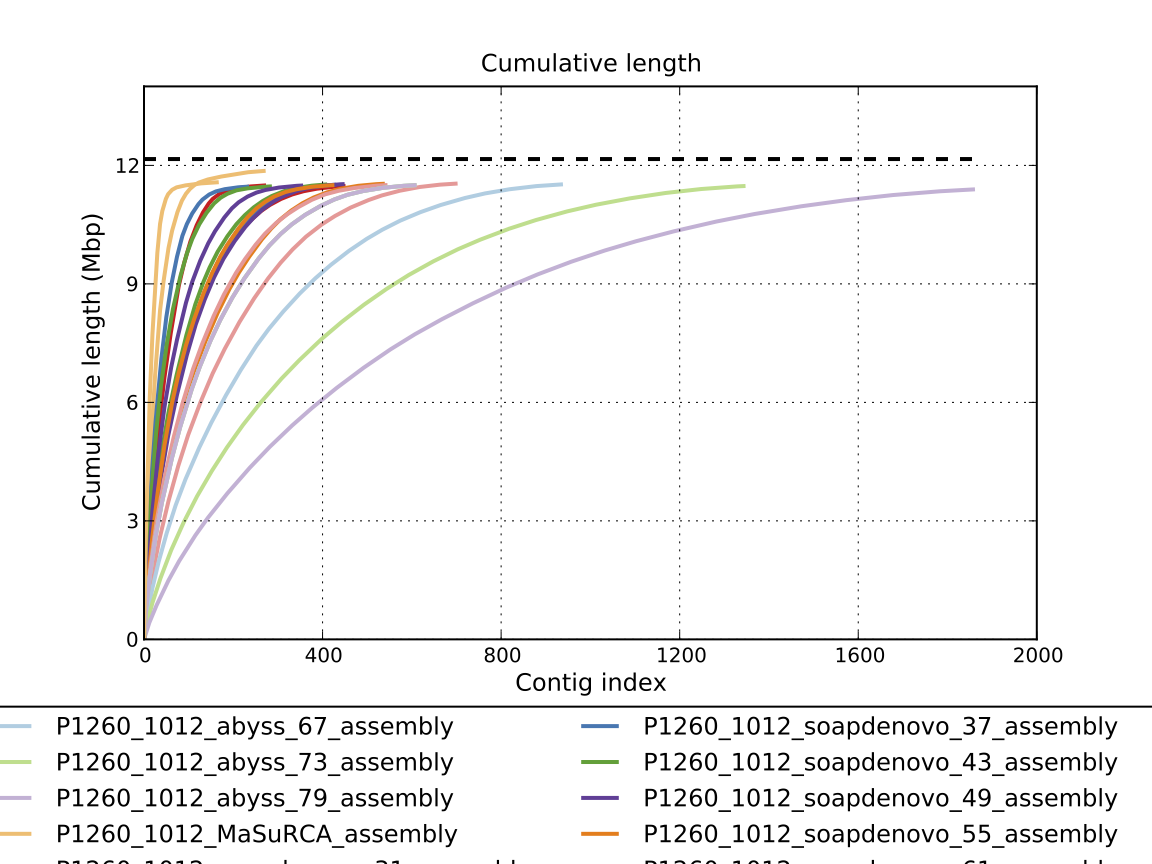 Cumulative length
Cumulative length (Mbp)
12
9
6
3
0
0 400 800 1200 1600 2000
Contig index
P1260_1012_abyss_67_assembly
P1260_1012_abyss_73_assembly
P1260_1012_abyss_79_assembly
P1260_1012_MaSuRCA_assembly
P1260_1012_soapdenovo_37_assembly
P1260_1012_soapdenovo_43_assembly
P1260_1012_soapdenovo_49_assembly
P1260_1012_soapdenovo_55_assembly